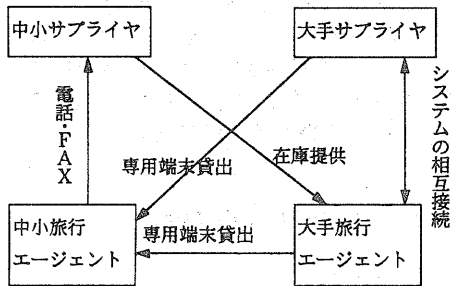 中小サプライヤ
大手サプライヤ
電話・FAX
システムの相互接続
専用端末貸出
在庫提供
中小旅行
エージェント
専用端末貸出
大手旅行
エージェント